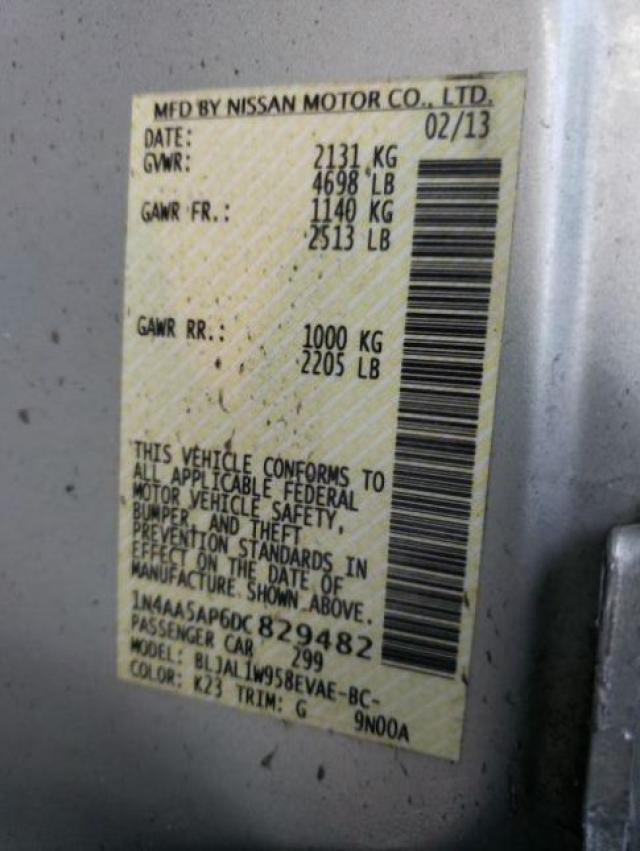 MFD BY NISSAN MOTOR CO., LTD.
DATE: 02/13
GVWR: 2131 KG
4698 LB
GAWR FR.: 1140 KG
2513 LB
GAWR RR.: 1000 KG
2205 LB
THIS VEHICLE CONFORMS TO
ALL APPLICABLE FEDERAL
MOTOR VEHICLE SAFETY,
BUMPER, AND THEFT
PREVENTION STANDARDS IN
EFFECT ON THE DATE OF
MANUFACTURE SHOWN ABOVE.
1N4AA5AP6DC829482
PASSENGER CAR 299
MODEL: BLJAL1W958EVAE-BC-
COLOR: K23 TRIM: G 9N00A